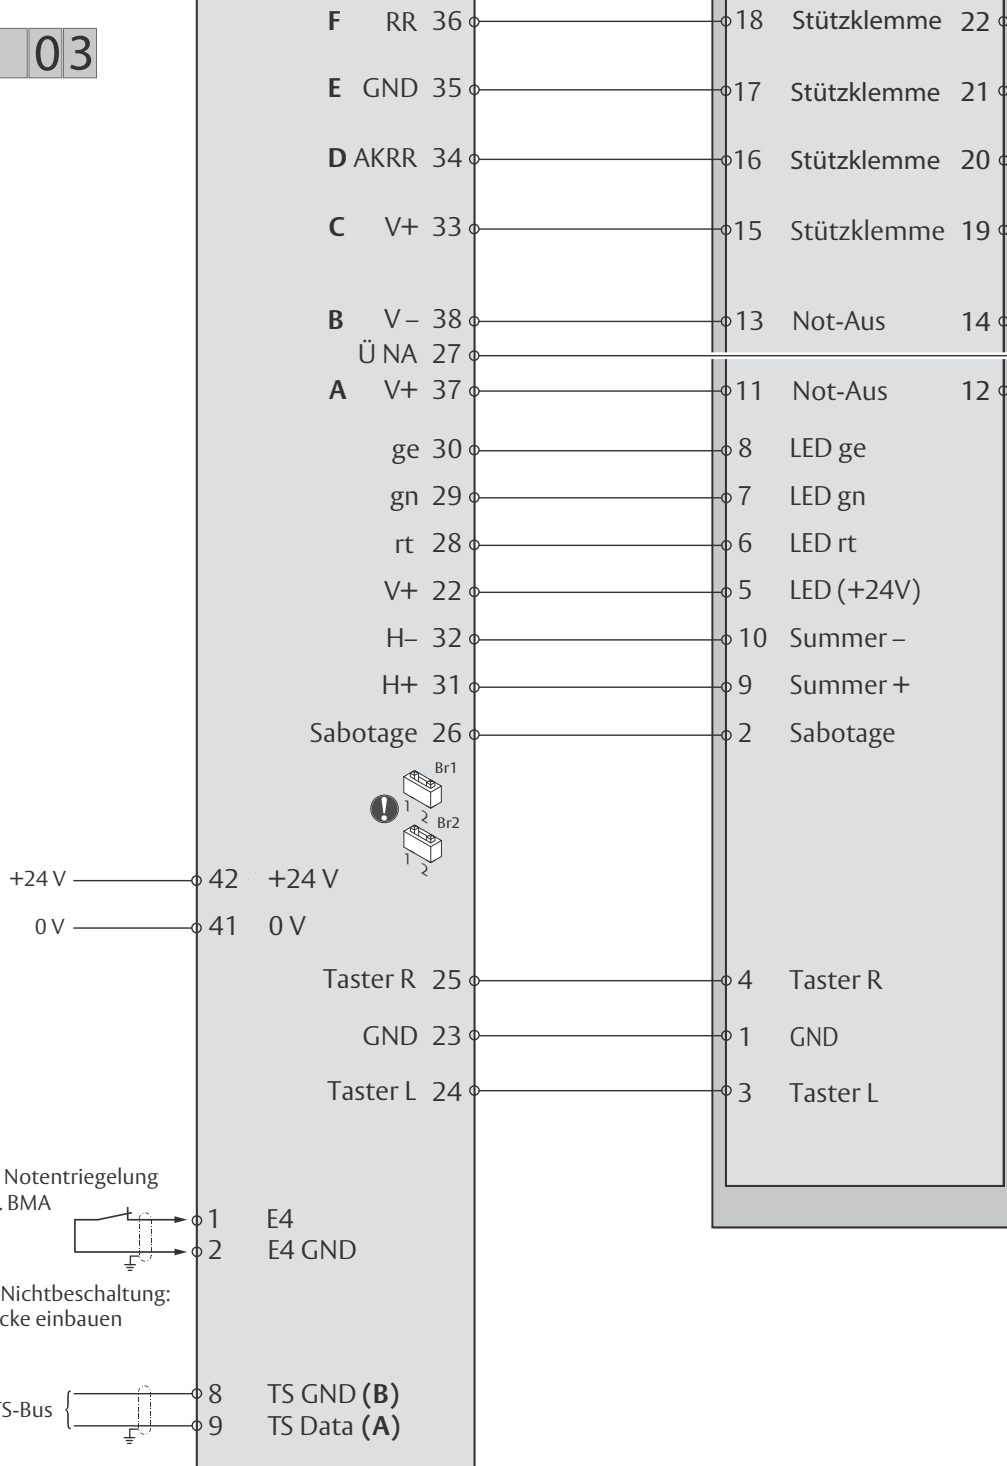 F RR 36 18 Stützklemme 22
03
E GND 35 17 Stützklemme 21
D AKRR 34 16 Stützklemme 20
C V+ 33 15 Stützklemme 19
B V – 38 13 Not-Aus 14
Ü NA 27
A V+ 37 11 Not-Aus 12
ge 30 8 LED ge
gn 29 7 LED gn
rt 28 6 LED rt
V+ 22 5 LED (+24V)
H– 32 10 Summer –
H+ 31 9 Summer +
Sabotage 26 2 Sabotage
Br1
1 2
Br2
1 2
+24 V 42 +24 V
0 V 41 0 V
Taster R 25 4 Taster R
GND 23 1 GND
Taster L 24 3 Taster L
Notentriegelung
. BMA
1 E4
2 E4 GND
Nichtbeschaltung:
cke einbauen
8 TS GND (B)
S-Bus
9 TS Data (A)